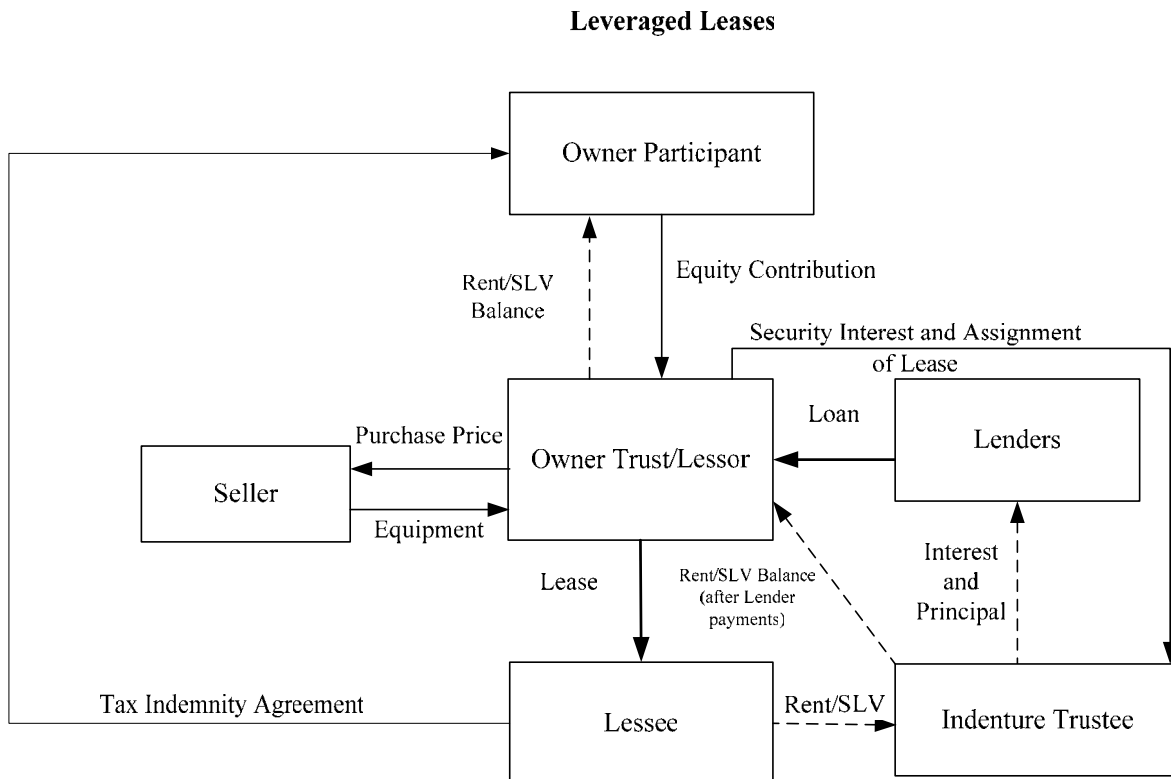 Leveraged Leases
Owner Participant
Rent/SLV
Balance
Equity Contribution
Security Interest and Assignment
of Lease
Loan
Lenders
Purchase Price
Owner Trust/Lessor
Seller
Equipment
Interest
and
Principal
Lease
Rent/SLV Balance
(after Lender
payments)
Tax Indemnity Agreement
Lessee
Rent/SLV
Indenture Trustee